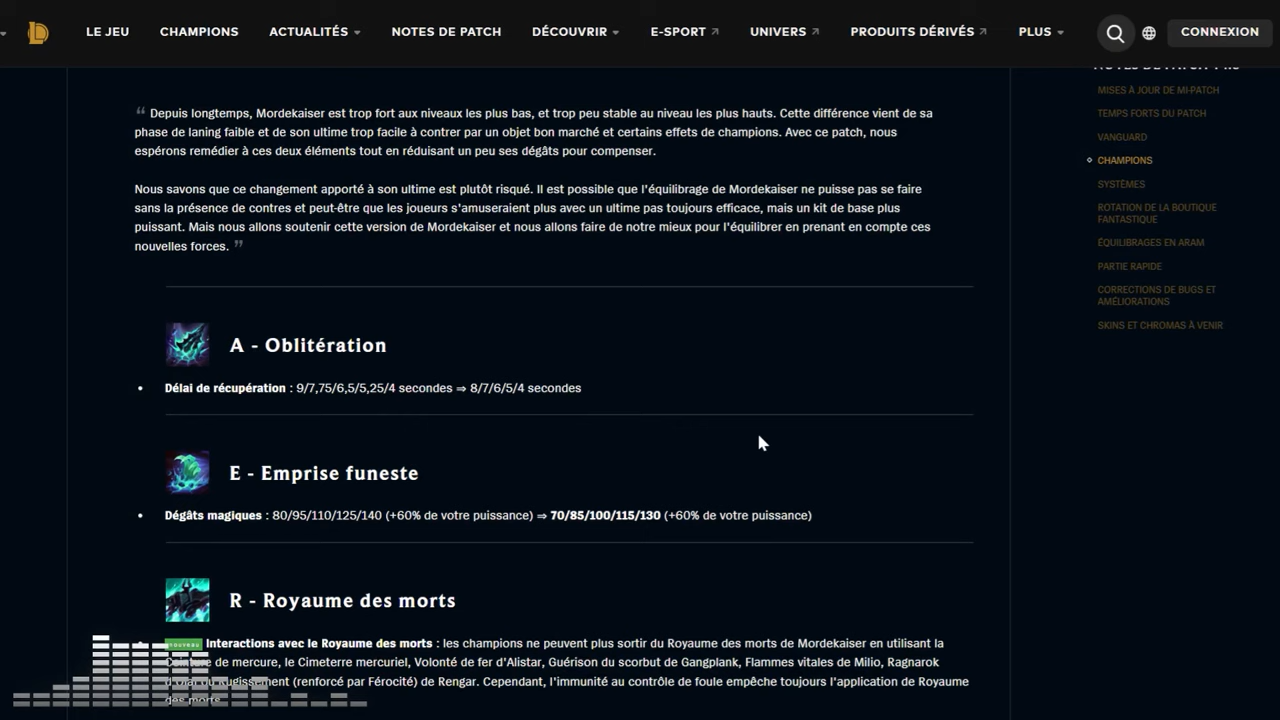 LE JEU CHAMPIONS ACTUALITÉS NOTES DE PATCH DÉCOUVRIR E-SPORT UNIVERS PRODUITS DÉRIVÉS PLUS CONNEXION
“ Depuis longtemps, Mordekaiser est trop fort aux niveaux les plus bas, et trop peu stable au niveau les plus hauts. Cette différence vient de sa
phase de laning faible et de son ultime trop facile à contrer par un objet bon marché et certains effets de champions. Avec ce patch, nous
espérons remédier à ces deux éléments tout en réduisant un peu ses dégâts pour compenser.
Nous savons que ce changement apporté à son ultime est plutôt risqué. Il est possible que l'équilibrage de Mordekaiser ne puisse pas se faire
sans la présence de contres et peut-être que les joueurs s'amuseraient plus avec un ultime pas toujours efficace, mais un kit de base plus
puissant. Mais nous allons soutenir cette version de Mordekaiser et nous allons faire de notre mieux pour l'équilibrer en prenant en compte ces
nouvelles forces. ”
A - Oblitération
• Délai de récupération : 9/7,75/6,5/5,25/4 secondes ⇒ 8/7/6/5/4 secondes
E - Emprise funeste
• Dégâts magiques : 80/95/110/125/140 (+60% de votre puissance) ⇒ 70/85/100/115/130 (+60% de votre puissance)
R - Royaume des morts
NOUVEAU Interactions avec le Royaume des morts : les champions ne peuvent plus sortir du Royaume des morts de Mordekaiser en utilisant la
Ceinture de mercure, le Cimeterre mercuriel, Volonté de fer d'Alistar, Guérison du scorbut de Gangplank, Flammes vitales de Milio, Ragnarok
d'Olaf ou Rugissement (renforcé par Férocité) de Rengar. Cependant, l'immunité au contrôle de foule empêche toujours l'application de Royaume
des morts.
MISES À JOUR DE MI-PATCH
TEMPS FORTS DU PATCH
VANGUARD
CHAMPIONS
SYSTÈMES
ROTATION DE LA BOUTIQUE
FANTASTIQUE
ÉQUILIBRAGES EN ARAM
PARTIE RAPIDE
CORRECTIONS DE BUGS ET
AMÉLIORATIONS
SKINS ET CHROMAS À VENIR